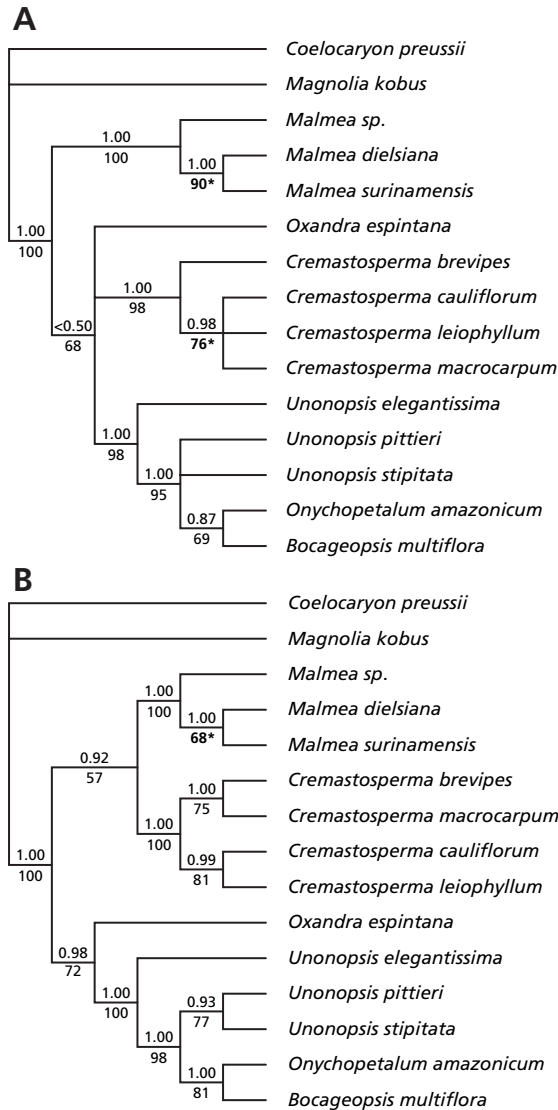 A
Coelocaryon preussii
Magnolia kobus
Malmea sp.
1.00
100
Malmea dielsiana
1.00
90*
Malmea surinamensis
Oxandra espintana
1.00
100
Cremastosperma brevipes
1.00
98
Cremastosperma cauliflorum
<0.50
68
Cremastosperma leiophyllum
0.98
76*
Cremastosperma macrocarpum
Unonopsis elegantissima
1.00
98
Unonopsis pittieri
1.00
95
Unonopsis stipitata
Onychopetalum amazonicum
0.87
69
Bocageopsis multiflora
B
Coelocaryon preussii
Magnolia kobus
Malmea sp.
1.00
100
Malmea dielsiana
1.00
68*
Malmea surinamensis
0.92
57
Cremastosperma brevipes
1.00
75
Cremastosperma macrocarpum
1.00
100
Cremastosperma cauliflorum
0.99
81
Cremastosperma leiophyllum
1.00
100
Oxandra espintana
0.98
72
Unonopsis elegantissima
1.00
100
Unonopsis pittieri
0.93
77
Unonopsis stipitata
1.00
98
Onychopetalum amazonicum
1.00
81
Bocageopsis multiflora